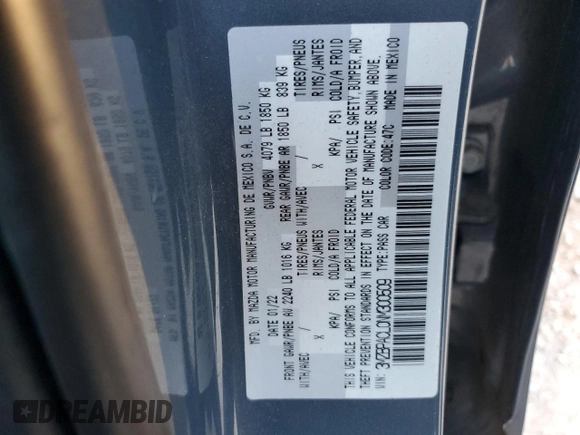 MFD. BY MAZDA MOTOR MANUFACTURING DE MEXICO S.A. DE C.V.
DATE 01/22 GVWR/PNBV 4079 LB 1850 KG
FRONT GAWR/PNBE AV 2240 LB 1016 KG REAR GAWR/PNBE AR 1850 LB 839 KG
TIRES/PNEUS WITH/AVEC TIRES/PNEUS
WITH/AVEC RIMS/JANTES RIMS/JANTES
/ X / X
KPA/ PSI COLD/A FROID KPA/ PSI COLD/A FROID
THIS VEHICLE CONFORMS TO ALL APPLICABLE FEDERAL MOTOR VEHICLE SAFETY, BUMPER, AND
THEFT PREVENTION STANDARDS IN EFFECT ON THE DATE OF MANUFACTURE SHOWN ABOVE.
TYPE: PASS CAR COLOR CODE: 47C MADE IN MEXICO
VIN:
DREAMBID